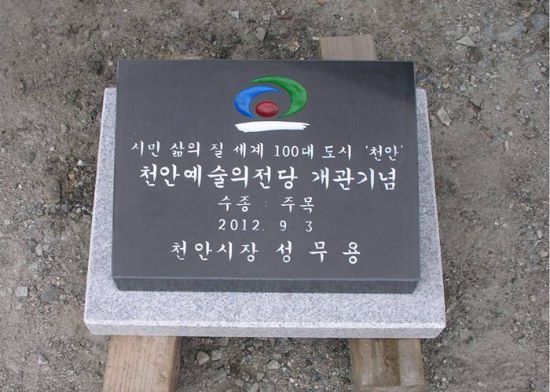 시민 삶의 질 세계 100대 도시 '천안'
천안예술의전당 개관기념
수종 : 주목
2012. 9. 3
천안시장 성 무 용